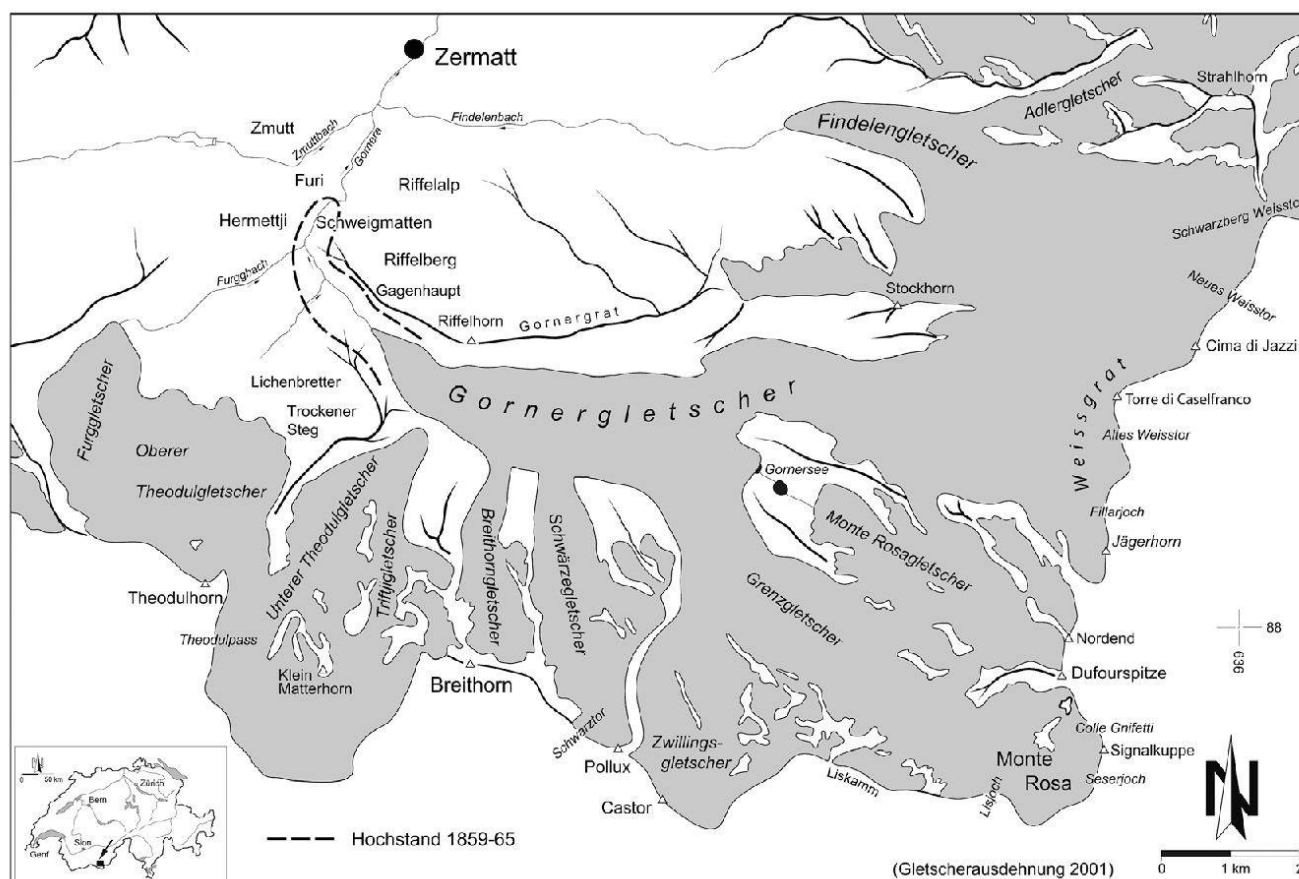 Zermatt
Strahlhorn
Adlergletscher
Findelenbach
Findelengletscher
Zmutt
Zmuttbach
Gornera
Furi
Riffelalp
Hermettji
Schweigmatten
Schwarzberg Weisstor
Riffelberg
Furggbach
Gagenhaupt
Neues Weisstor
Stockhorn
Riffelhorn
Gornergrat
Cima di Jazzi
Lichenbretter
Gornergletscher
Weissgrat
Torre di Caselfranco
Trockener
Steg
Furggletscher
Altes Weisstor
Oberer
Theodulgletscher
Gornersee
Fillarjoch
Monte Rosagletscher
Jägerhorn
Unterer Theodulgletscher
Triftjigletscher
Breithorngletscher
Schwärzegletscher
Theodulhorn
Grenzgletscher
Theodulpass
Nordend
88
636
Klein
Matterhorn
Breithorn
Dufourspitze
Schwarztor
Colle Gnifetti
Zwillings-
gletscher
Pollux
Monte
Rosa
Signalkuppe
Liskamm
Lisjoch
Seserjoch
Castor
N
N
0 50 km
Zürich
Bern
Sion
Genf
Hochstand 1859-65
(Gletscherausdehnung 2001)
0 1 km 2